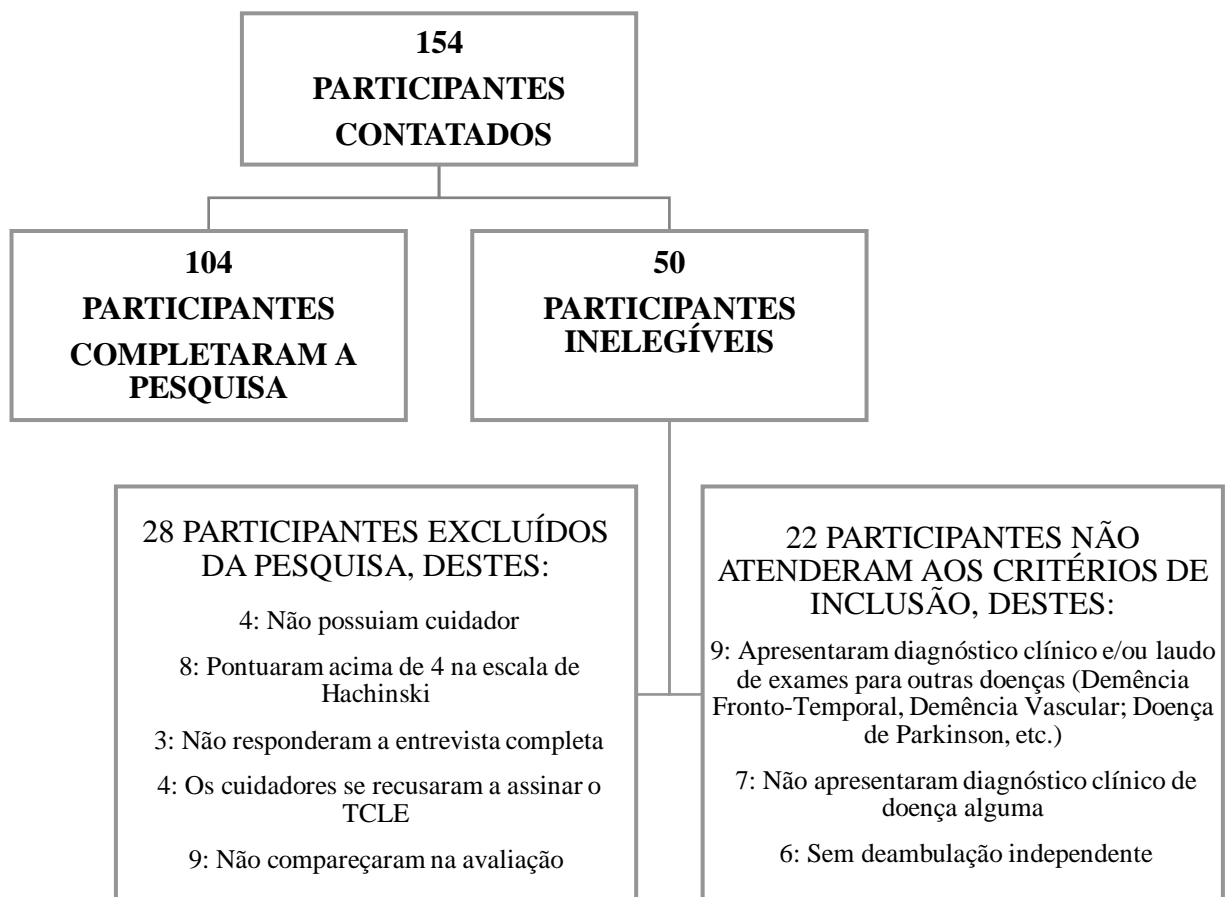 154
PARTICIPANTES
CONTATADOS
104
PARTICIPANTES
COMPLETARAM A
PESQUISA
50
PARTICIPANTES
INELEGÍVEIS
28 PARTICIPANTES EXCLUÍDOS
DA PESQUISA, DESTES:
4: Não possuiam cuidador
8: Pontuaram acima de 4 na escala de
Hachinski
3: Não responderam a entrevista completa
4: Os cuidadores se recusaram a assinar o
TCLE
9: Não compareçaram na avaliação
22 PARTICIPANTES NÃO
ATENDERAM AOS CRITÉRIOS DE
INCLUSÃO, DESTES:
9: Apresentaram diagnóstico clínico e/ou laudo
de exames para outras doenças (Demência
Fronto-Temporal, Demência Vascular; Doença
de Parkinson, etc.)
7: Não apresentaram diagnóstico clínico de
doença alguma
6: Sem deambulação independente